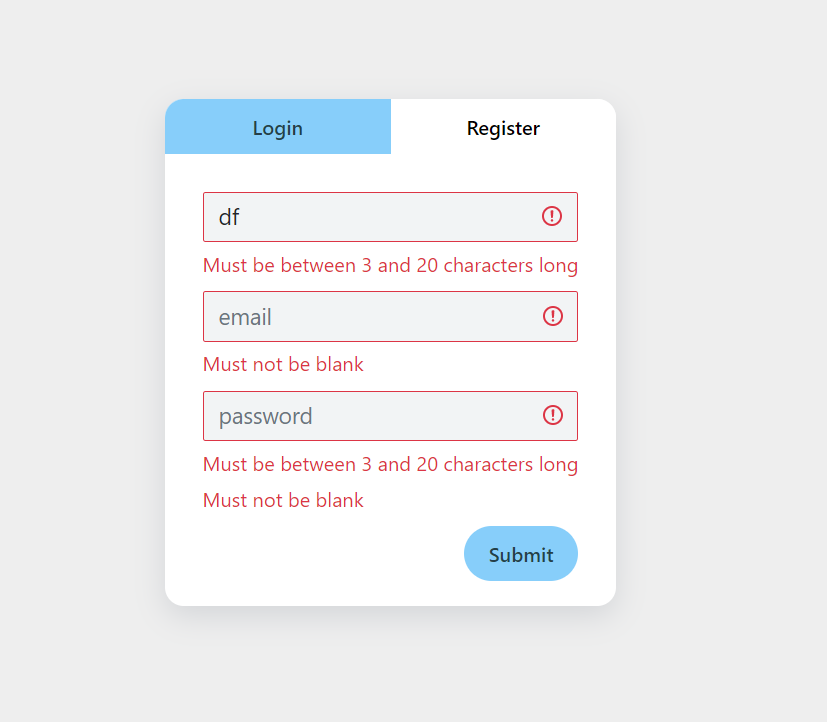 Login Register
df
Must be between 3 and 20 characters long
email
Must not be blank
password
Must be between 3 and 20 characters long
Must not be blank
Submit